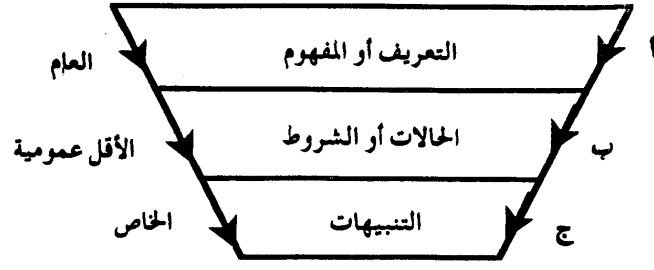 أ التعريف أو المفهوم العام
ب الحالات أو الشروط الأقل عمومية
ج التنبيهات الخاص